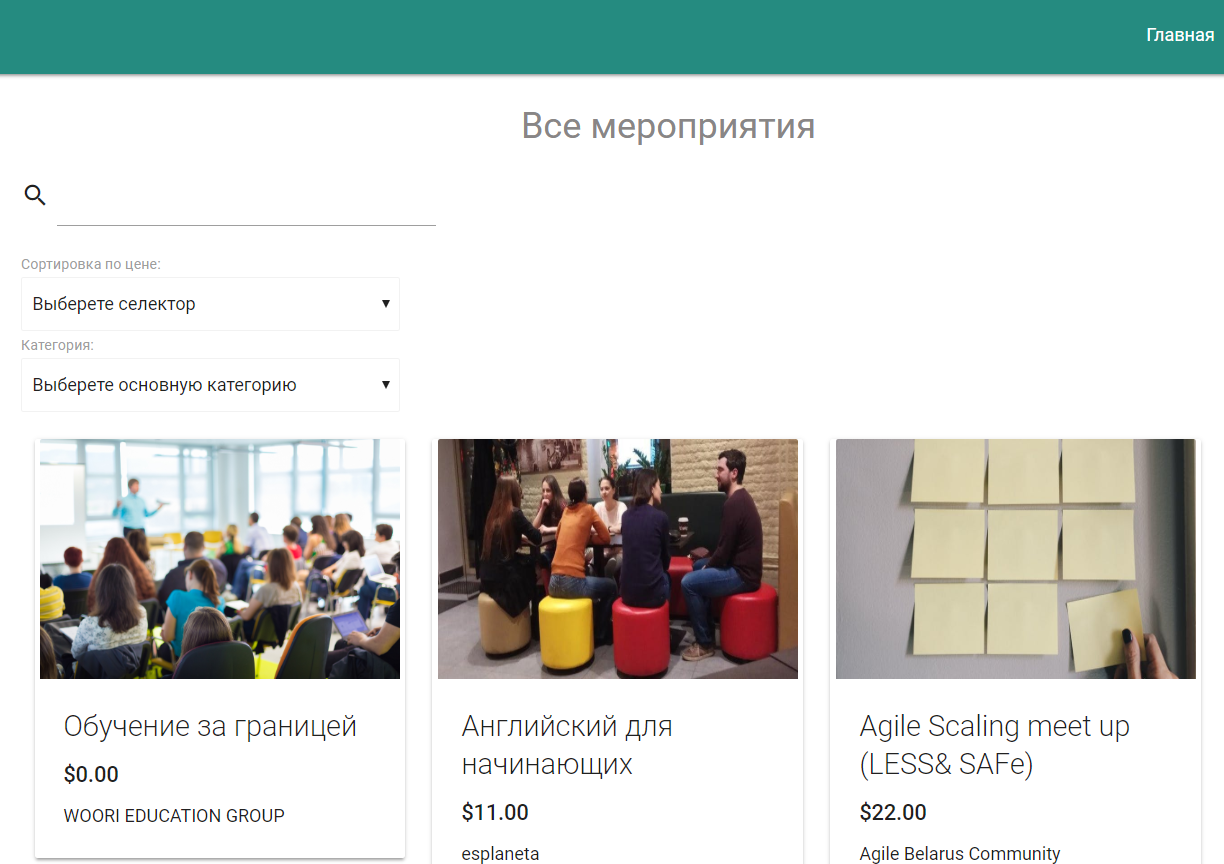 Главная
Все мероприятия
Сортировка по цене:
Выберете селектор
Категория:
Выберете основную категорию
Обучение за границей
$0.00
WOORI EDUCATION GROUP
Английский для
начинающих
$11.00
esplaneta
Agile Scaling meet up
(LESS& SAFe)
$22.00
Agile Belarus Community